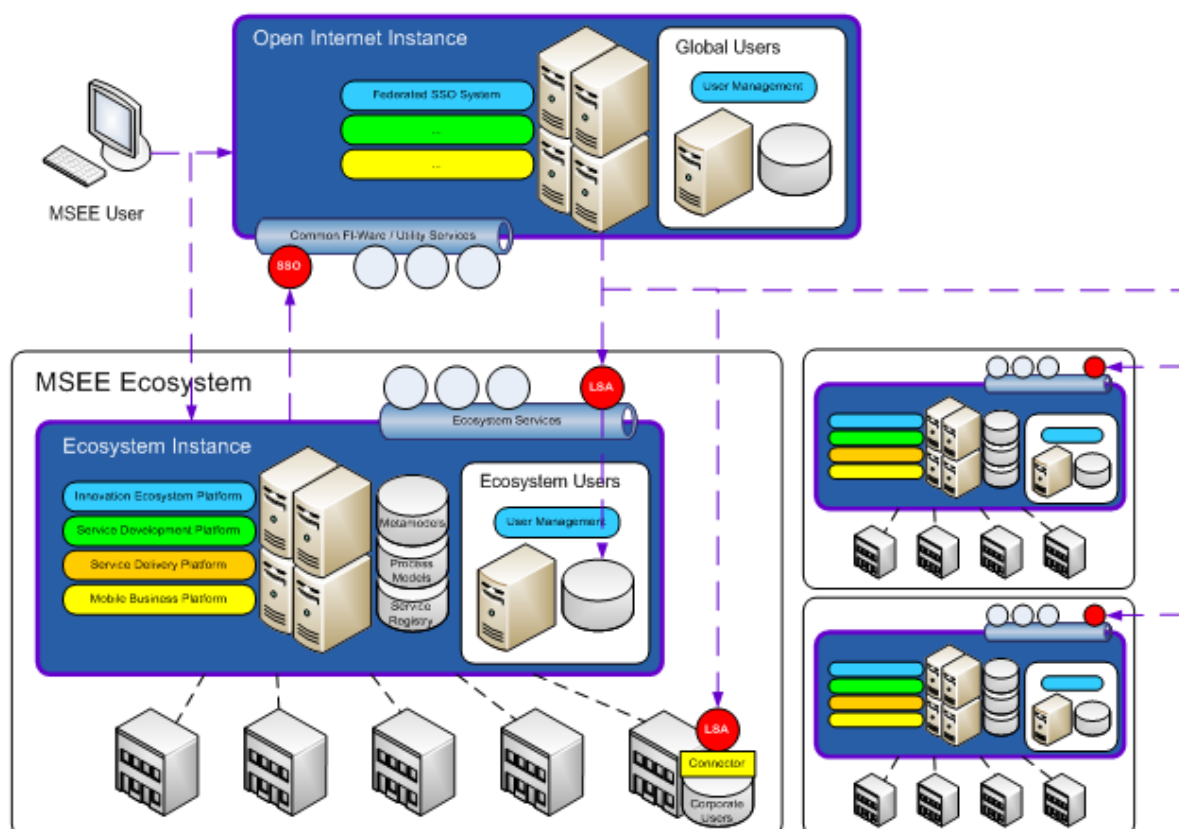 Open Internet Instance
Global Users
Federated SSO System
User Management
...
...
MSEE User
Common FI-Ware / Utility Services
SSO
MSEE Ecosystem
LSA
Ecosystem Services
Ecosystem Instance
Ecosystem Users
Innovation Ecosystem Platform
Service Development Platform
Service Delivery Platform
Mobile Business Platform
Metamodels
Process
Models
Service
Registry
User Management
LSA
Connector
Corporate
Users